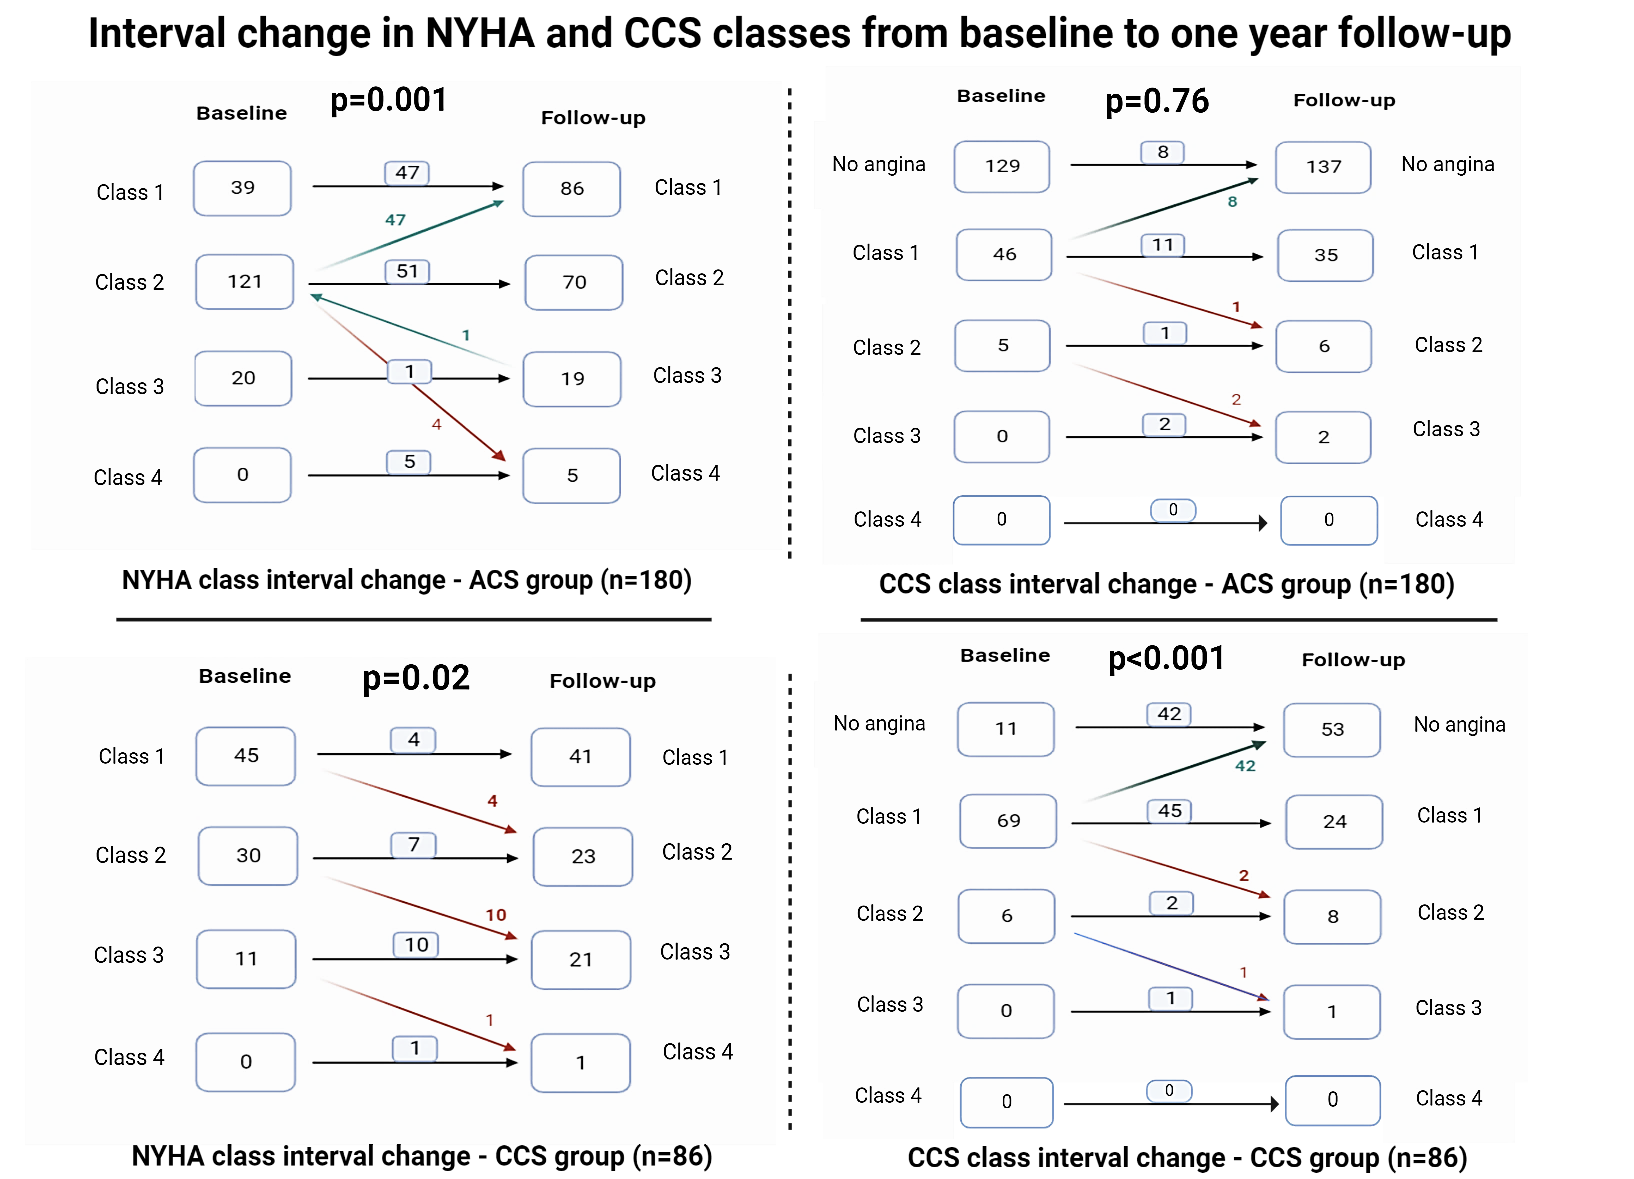 Interval change in NYHA and CCS classes from baseline to one year follow-up
Baseline p=0.001 Follow-up
Class 1 39 47 86 Class 1
47
Class 2 121 51 70 Class 2
1
Class 3 20 1 19 Class 3
4
Class 4 0 5 5 Class 4
NYHA class interval change - ACS group (n=180)
Baseline p=0.76 Follow-up
No angina 129 8 137 No angina
8
Class 1 46 11 35 Class 1
1
Class 2 5 1 6 Class 2
2
Class 3 0 2 2 Class 3
Class 4 0 0 0 Class 4
CCS class interval change - ACS group (n=180)
Baseline p=0.02 Follow-up
Class 1 45 4 41 Class 1
4
Class 2 30 7 23 Class 2
10
Class 3 11 10 21 Class 3
1
Class 4 0 1 1 Class 4
NYHA class interval change - CCS group (n=86)
Baseline p<0.001 Follow-up
No angina 11 42 53 No angina
42
Class 1 69 45 24 Class 1
2
Class 2 6 2 8 Class 2
1
Class 3 0 1 1 Class 3
Class 4 0 0 0 Class 4
CCS class interval change - CCS group (n=86)